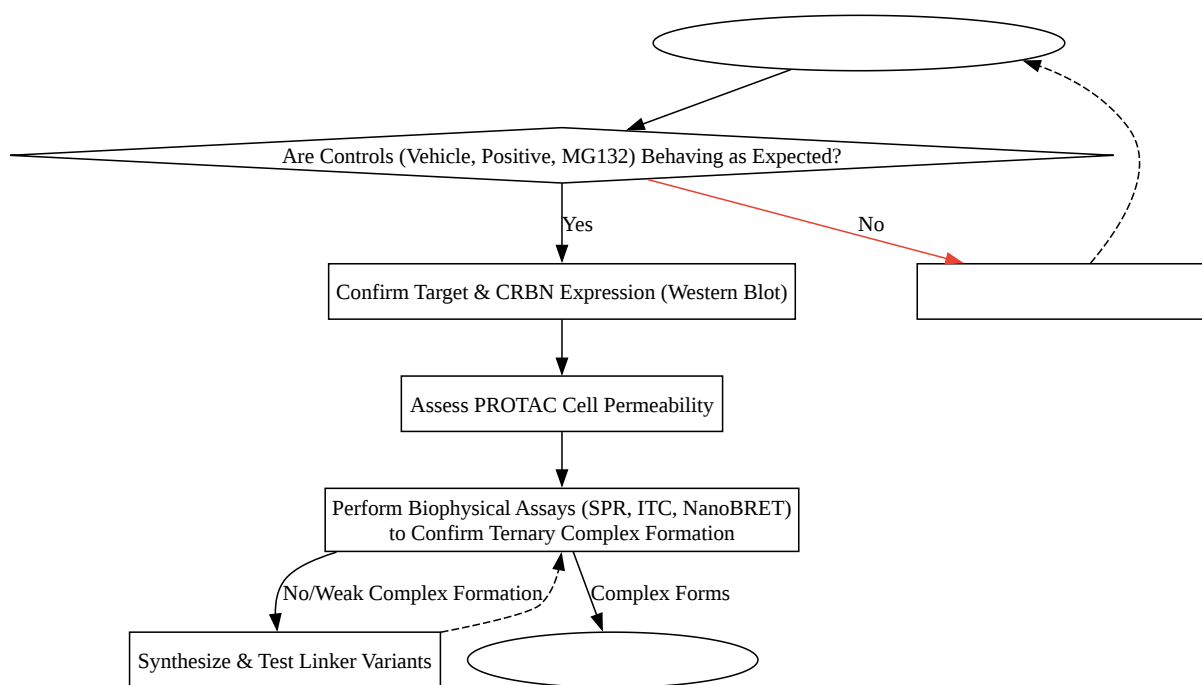 Are Controls (Vehicle, Positive, MG132) Behaving as Expected?
Yes
No
Confirm Target & CRBN Expression (Western Blot)
Assess PROTAC Cell Permeability
Perform Biophysical Assays (SPR, ITC, NanoBRET)
to Confirm Ternary Complex Formation
No/Weak Complex Formation
Complex Forms
Synthesize & Test Linker Variants